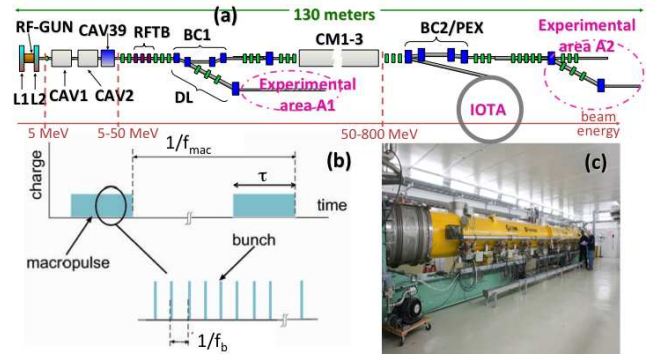 (a)
130 meters
RF-GUN
CAV39
RFTB
BC1
CM1-3
BC2/PEX
Experimental
area A2
L1 L2
CAV1
CAV2
DL
Experimental
area A1
IOTA
5 MeV
5-50 MeV
50-800 MeV
beam
energy
(b)
charge
1/fmac
τ
time
macropulse
bunch
1/fb
(c)